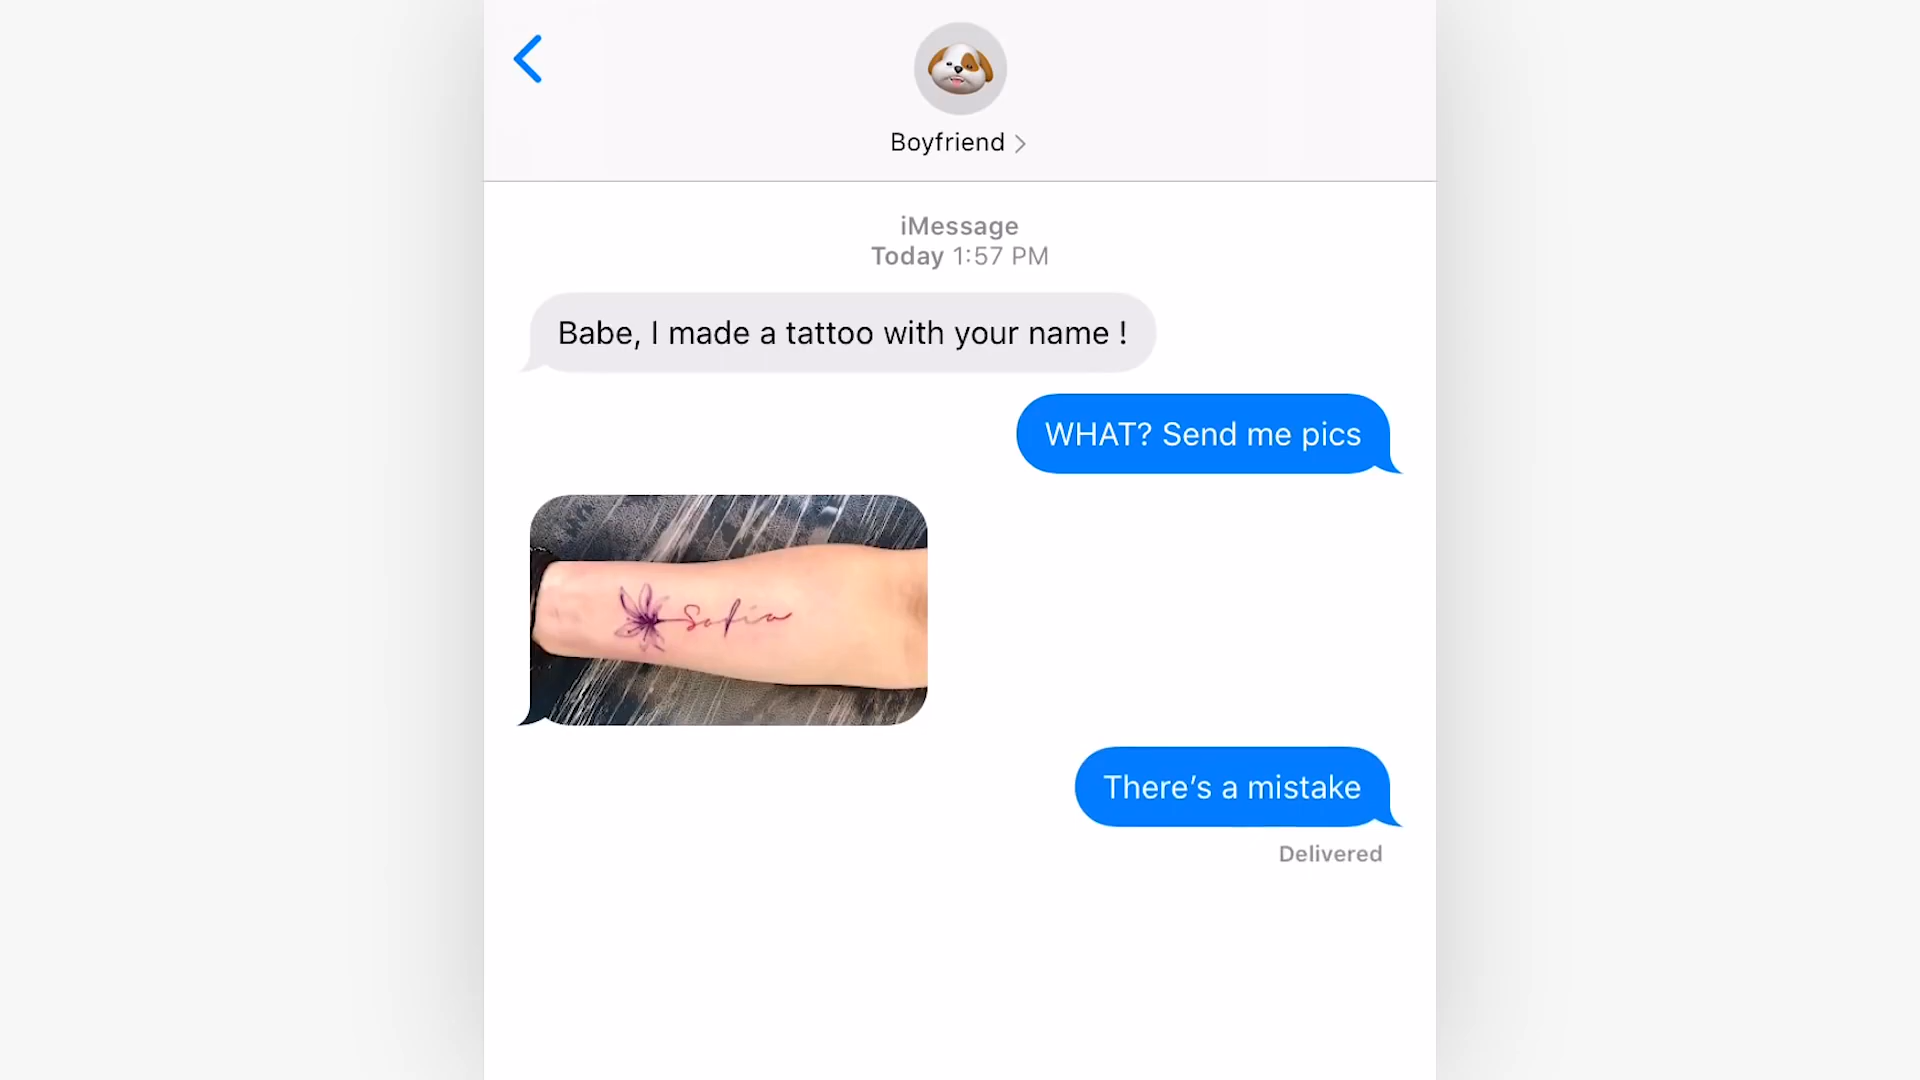 Boyfriend
iMessage
Today 1:57 PM
Babe, I made a tattoo with your name !
WHAT? Send me pics
Sofia
There’s a mistake
Delivered